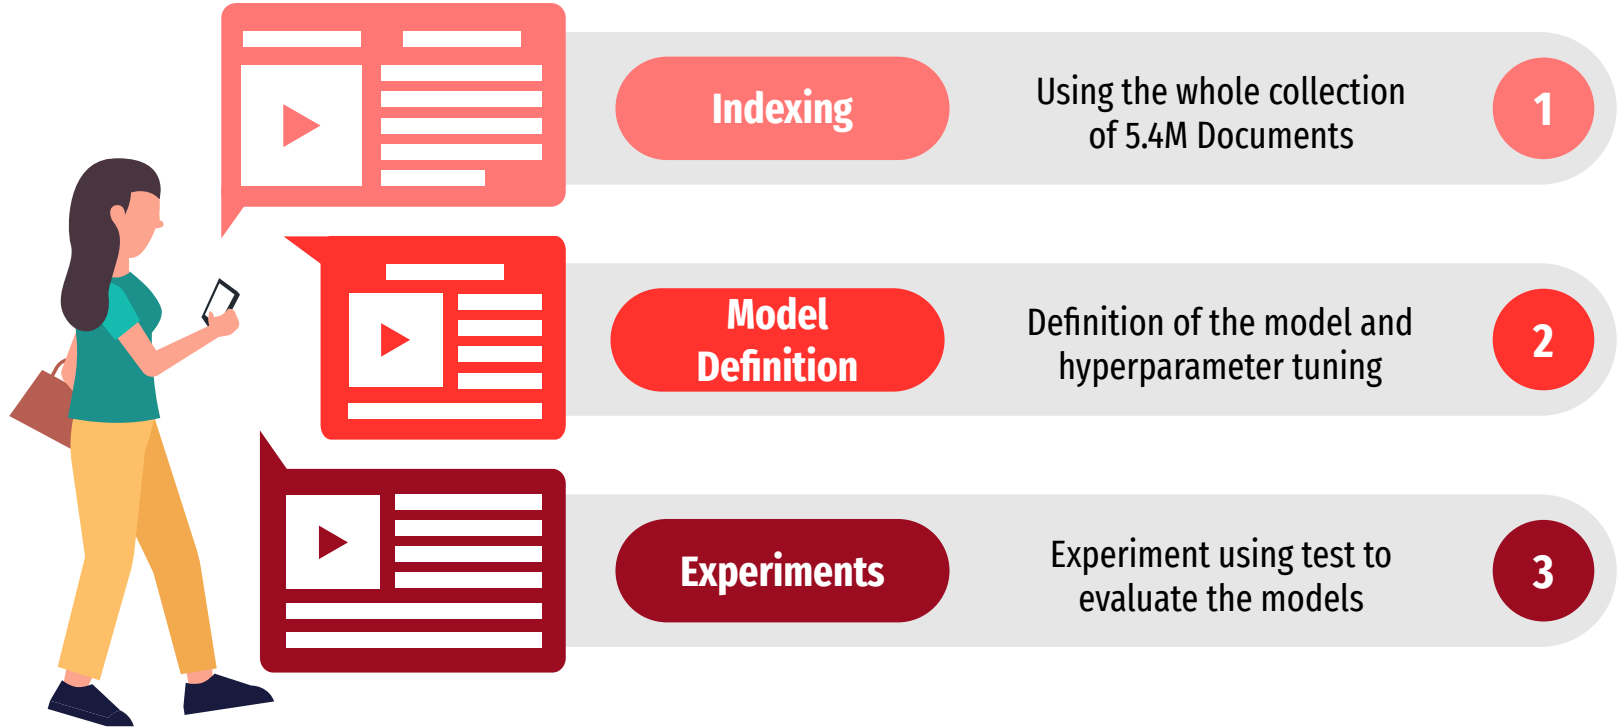 Indexing
Using the whole collection
of 5.4M Documents
1
Model
Definition
Definition of the model and
hyperparameter tuning
2
Experiments
Experiment using test to
evaluate the models
3